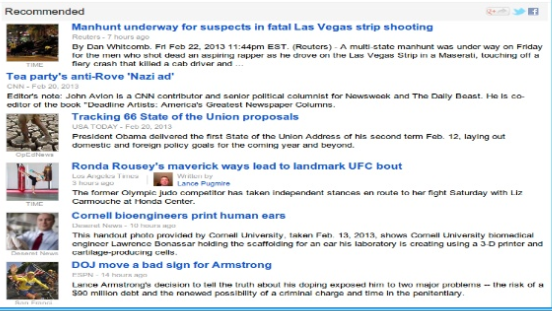 Recommended
Manhunt underway for suspects in fatal Las Vegas strip shooting
Reuters - 7 hours ago
By Dan Whitcomb. Fri Feb 22, 2013 11:44pm EST. (Reuters) - A multi-state manhunt was under way on Friday
for the men who shot dead an aspiring rapper as he drove on the Las Vegas Strip in a Maserati, touching off a
fiery crash that killed a cab driver and ...
TIME
Tea party's anti-Rove 'Nazi ad'
CNN - Feb 20, 2013
Editor's note: John Avlon is a CNN contributor and senior political columnist for Newsweek and The Daily Beast. He is co-
editor of the book "Deadline Artists: America's Greatest Newspaper Columns.
Tracking 66 State of the Union proposals
USA TODAY - Feb 20, 2013
President Obama delivered the first State of the Union Address of his second term Feb. 12, laying out
domestic and foreign policy goals for the coming year and beyond.
OpEdNews
Ronda Rousey's maverick ways lead to landmark UFC bout
Los Angeles Times
3 hours ago
Written by
Lance Pugmire
The former Olympic judo competitor has taken independent stances en route to her fight Saturday with Liz
Carmouche at Honda Center.
TIME
Cornell bioengineers print human ears
Deseret News - 10 hours ago
This handout photo provided by Cornell University, taken Feb. 13, 2013, shows Cornell University biomedical
engineer Lawrence Bonassar holding the scaffolding for an ear his laboratory is creating using a 3-D printer and
cartilage-producing cells.
Deseret News
DOJ move a bad sign for Armstrong
ESPN - 14 hours ago
Lance Armstrong's decision to tell the truth about his doping exposed him to two major problems -- the risk of a
$90 million debt and the renewed possibility of a criminal charge and time in the penitentiary.